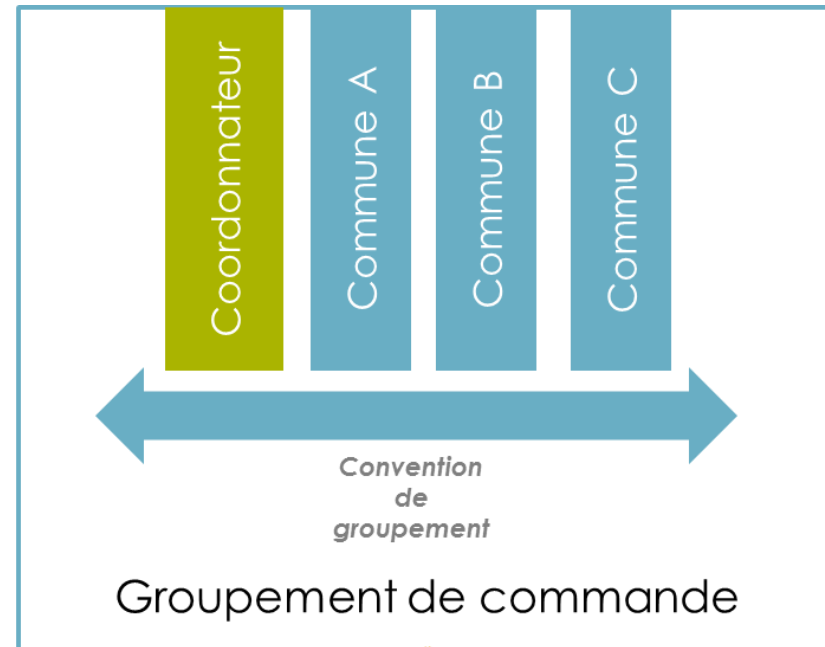 Coordonnateur
Commune A
Commune B
Commune C
Convention
de
groupement
Groupement de commande